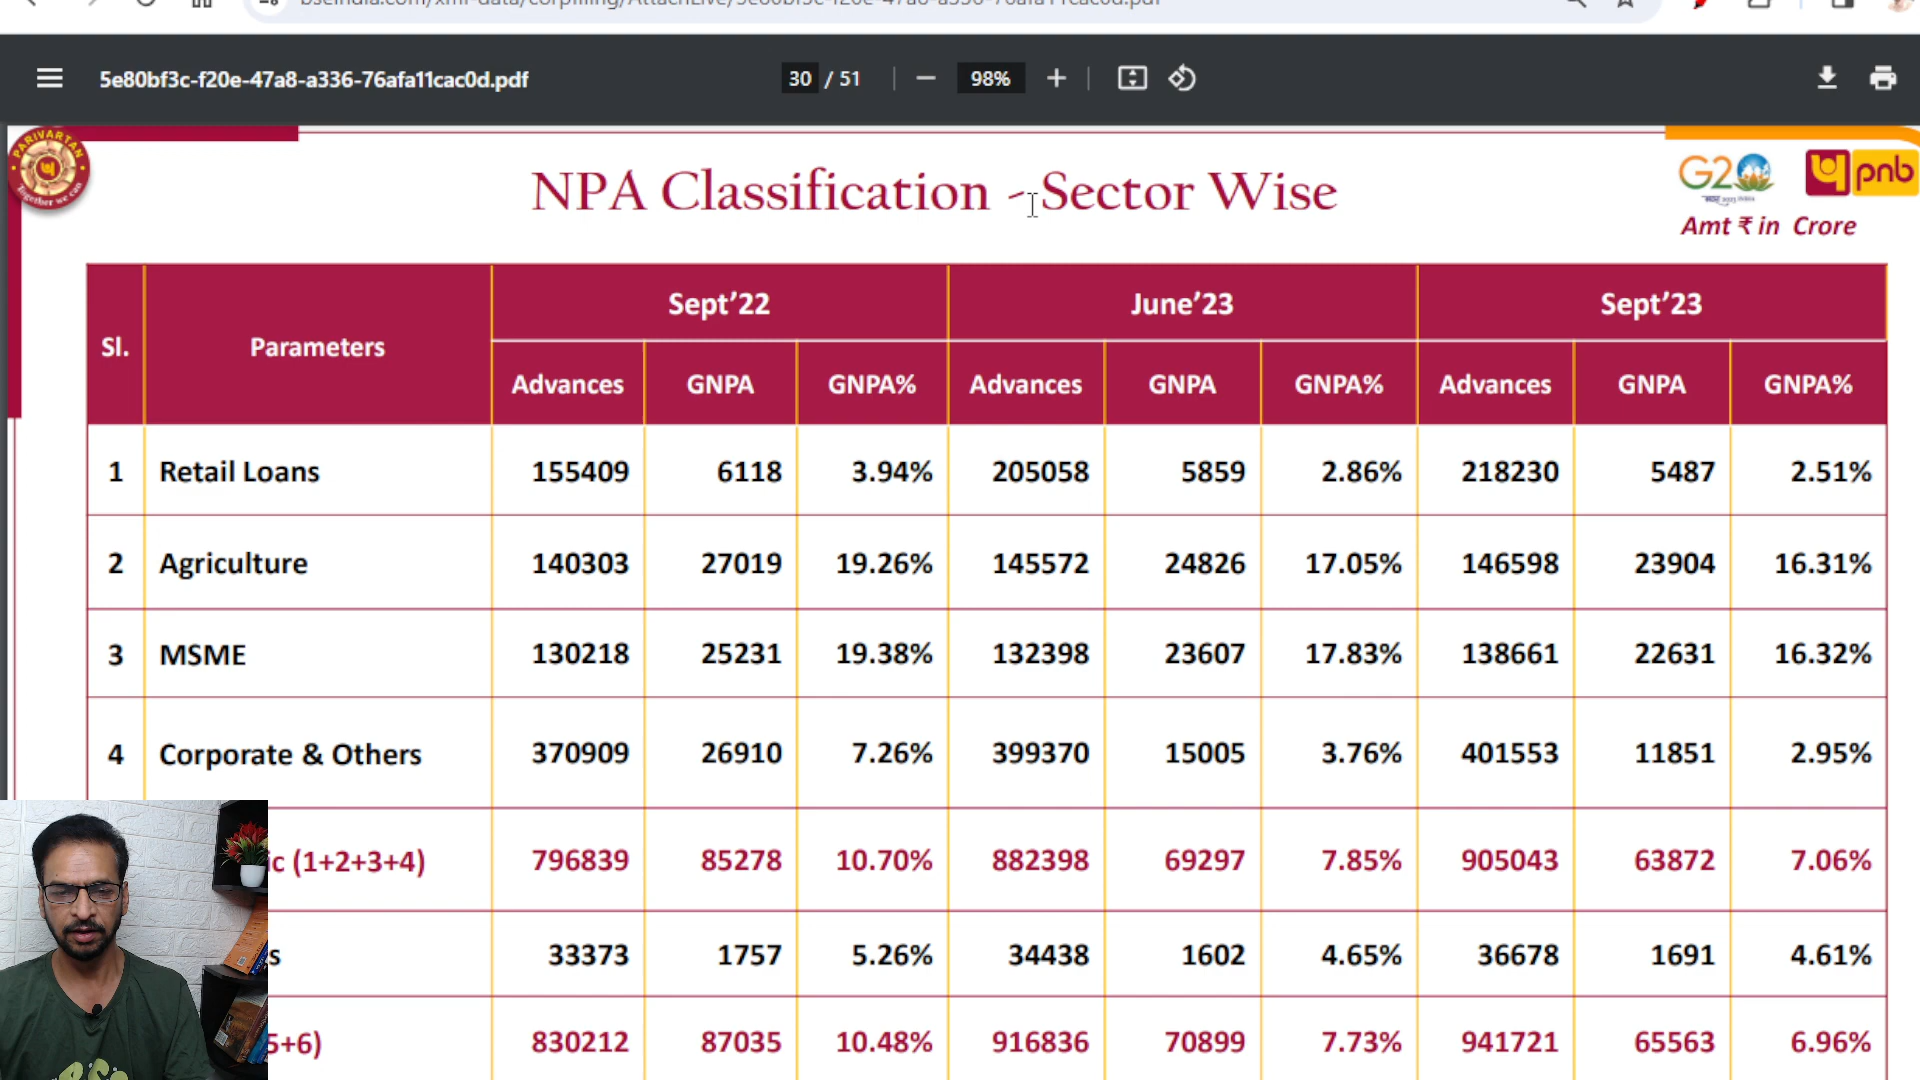 5e80bf3c-f20e-47a8-a336-76afa11cac0d.pdf 30 / 51 98%
PARIVARTAN
Together we can
NPA Classification - Sector Wise
G20
pnb
Amt ₹ in Crore
Sl. Parameters Sept'22 June'23 Sept'23
Advances GNPA GNPA% Advances GNPA GNPA% Advances GNPA GNPA%
1 Retail Loans 155409 6118 3.94% 205058 5859 2.86% 218230 5487 2.51%
2 Agriculture 140303 27019 19.26% 145572 24826 17.05% 146598 23904 16.31%
3 MSME 130218 25231 19.38% 132398 23607 17.83% 138661 22631 16.32%
4 Corporate & Others 370909 26910 7.26% 399370 15005 3.76% 401553 11851 2.95%
ic (1+2+3+4) 796839 85278 10.70% 882398 69297 7.85% 905043 63872 7.06%
s 33373 1757 5.26% 34438 1602 4.65% 36678 1691 4.61%
5+6) 830212 87035 10.48% 916836 70899 7.73% 941721 65563 6.96%